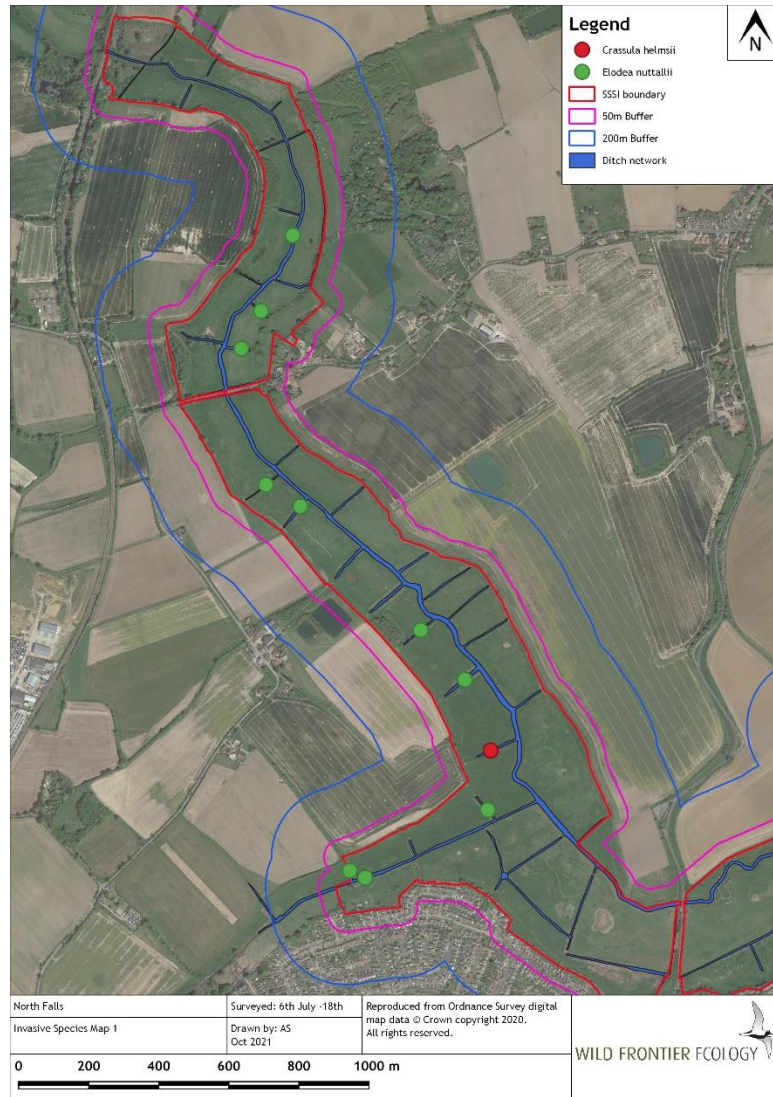 Legend
Crassula helmsii
Elodea nuttallii
SSSI boundary
50m Buffer
200m Buffer
Ditch network
N
North Falls
Invasive Species Map 1
Surveyed: 6th July -18th
Drawn by: AS
Oct 2021
Reproduced from Ordnance Survey digital
map data © Crown copyright 2020.
All rights reserved.
WILD FRONTIER ECOLOGY
0 200 400 600 800 1000 m